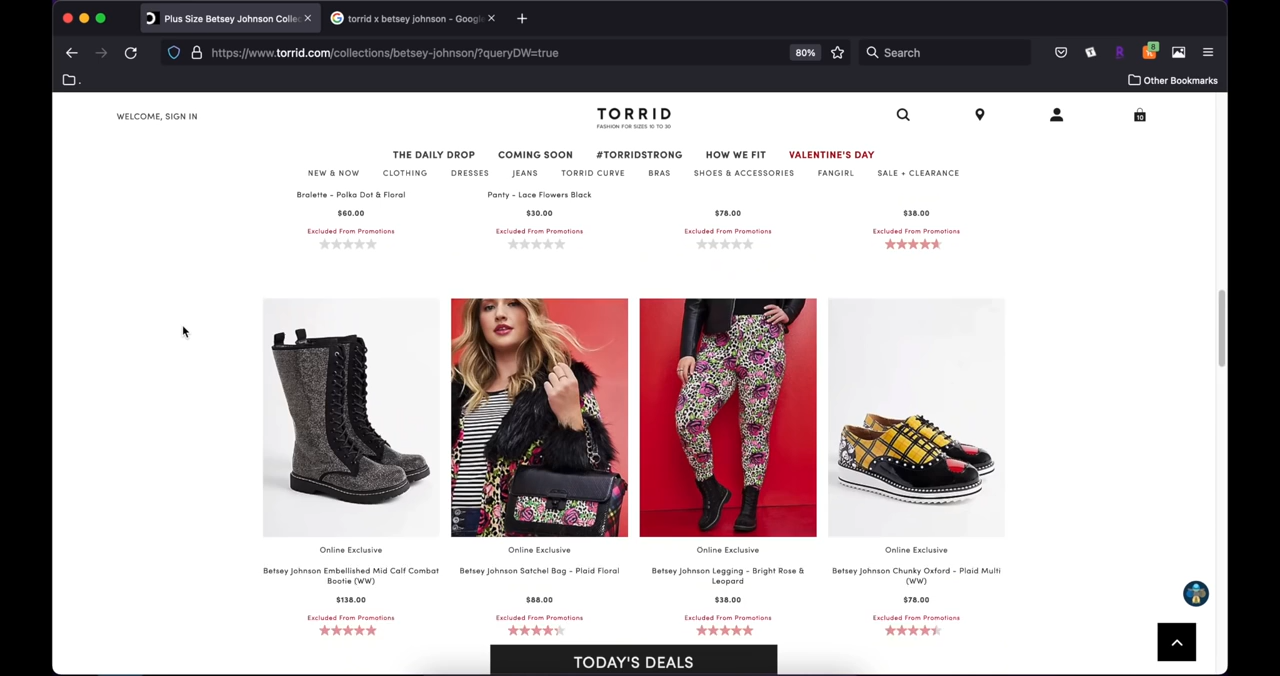 Plus Size Betsey Johnson Collec
torrid x betsey johnson - Google
https://www.torrid.com/collections/betsey-johnson/?queryDW=true
80%
Search
8
.
Other Bookmarks
WELCOME, SIGN IN
TORRID
FASHION FOR SIZES 10 TO 30
10
THE DAILY DROP COMING SOON #TORRIDSTRONG HOW WE FIT VALENTINE'S DAY
NEW & NOW CLOTHING DRESSES JEANS TORRID CURVE BRAS SHOES & ACCESSORIES FANGIRL SALE + CLEARANCE
Bralette - Polka Dot & Floral Panty - Lace Flowers Black
$60.00 $30.00 $78.00 $38.00
Excluded From Promotions Excluded From Promotions Excluded From Promotions Excluded From Promotions
Online Exclusive Online Exclusive Online Exclusive Online Exclusive
Betsey Johnson Embellished Mid Calf Combat Betsey Johnson Satchel Bag - Plaid Floral Betsey Johnson Legging - Bright Rose & Betsey Johnson Chunky Oxford - Plaid Multi
Bootie (WW) Leopard (WW)
$138.00 $88.00 $38.00 $78.00
Excluded From Promotions Excluded From Promotions Excluded From Promotions Excluded From Promotions
TODAY'S DEALS